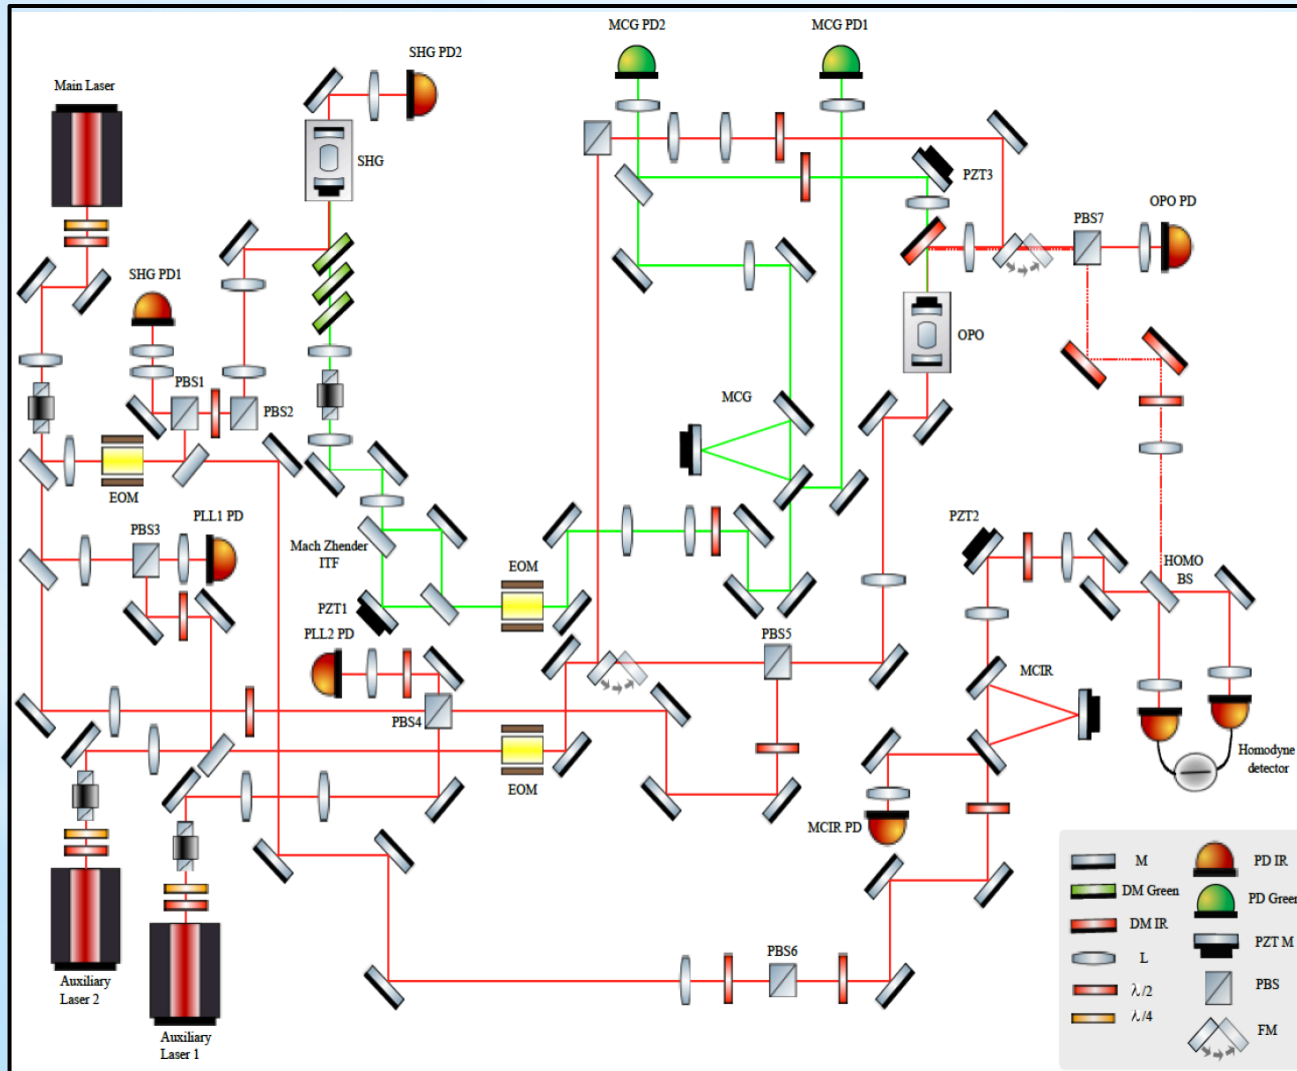 MCG PD2
MCG PD1
SHG PD2
Main Laser
SHG
PZT3
OPO PD
PBS7
SHG PD1
OPO
PBS1
PBS2
MCG
EOM
PLL1 PD
PBS3
Mach Zhender
ITF
EOM
PZT2
HOMO
BS
PZT1
PLL2 PD
PBS5
MCIR
PBS4
EOM
Homodyne
detector
MCIR PD
M
PD IR
DM Green
PD Green
DM IR
PZT M
L
PBS6
λ/2
PBS
λ/4
FM
Auxiliary
Laser 2
Auxiliary
Laser 1